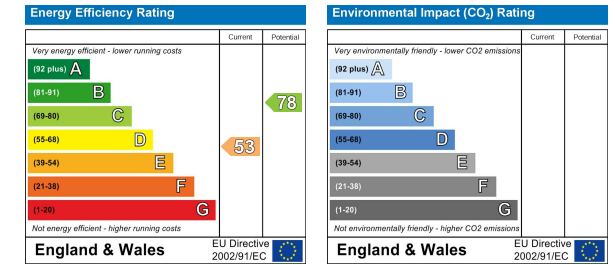 Energy Efficiency Rating
Current Potential
Very energy efficient - lower running costs
(92 plus) A
(81-91) B
(69-80) C
(55-68) D
(39-54) E
(21-38) F
(1-20) G
78
53
Not energy efficient - higher running costs
England & Wales
EU Directive
2002/91/EC
Environmental Impact (CO2) Rating
Current Potential
Very environmentally friendly - lower CO2 emissions
(92 plus) A
(81-91) B
(69-80) C
(55-68) D
(39-54) E
(21-38) F
(1-20) G
Not environmentally friendly - higher CO2 emissions
England & Wales
EU Directive
2002/91/EC